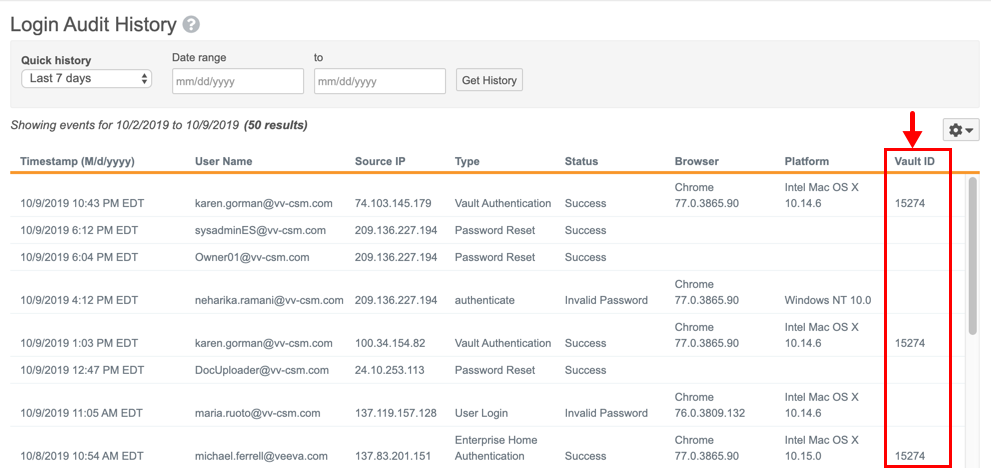 Login Audit History ?
Quick history
Date range
to
Last 7 days
mm/dd/yyyy
mm/dd/yyyy
Get History
Showing events for 10/2/2019 to 10/9/2019 (50 results)
Timestamp (M/d/yyyy) User Name Source IP Type Status Browser Platform Vault ID
Chrome Intel Mac OS X
10/9/2019 10:43 PM EDT karen.gorman@vv-csm.com 74.103.145.179 Vault Authentication Success 77.0.3865.90 10.14.6 15274
10/9/2019 6:12 PM EDT sysadminES@vv-csm.com 209.136.227.194 Password Reset Success
10/9/2019 6:04 PM EDT Owner01@vv-csm.com 209.136.227.194 Password Reset Success
Chrome
10/9/2019 4:12 PM EDT neharika.ramani@vv-csm.com 209.136.227.194 authenticate Invalid Password 77.0.3865.90 Windows NT 10.0
Chrome Intel Mac OS X
10/9/2019 1:03 PM EDT karen.gorman@vv-csm.com 100.34.154.82 Vault Authentication Success 77.0.3865.90 10.14.6 15274
10/9/2019 12:47 PM EDT DocUploader@vv-csm.com 24.10.253.113 Password Reset Success
Chrome Intel Mac OS X
10/9/2019 11:05 AM EDT maria.ruoto@vv-csm.com 137.119.157.128 User Login Invalid Password 76.0.3809.132 10.14.6
Enterprise Home Chrome Intel Mac OS X
10/8/2019 10:54 AM EDT michael.ferrell@veeva.com 137.83.201.151 Authentication Success 77.0.3865.90 10.15.0 15274